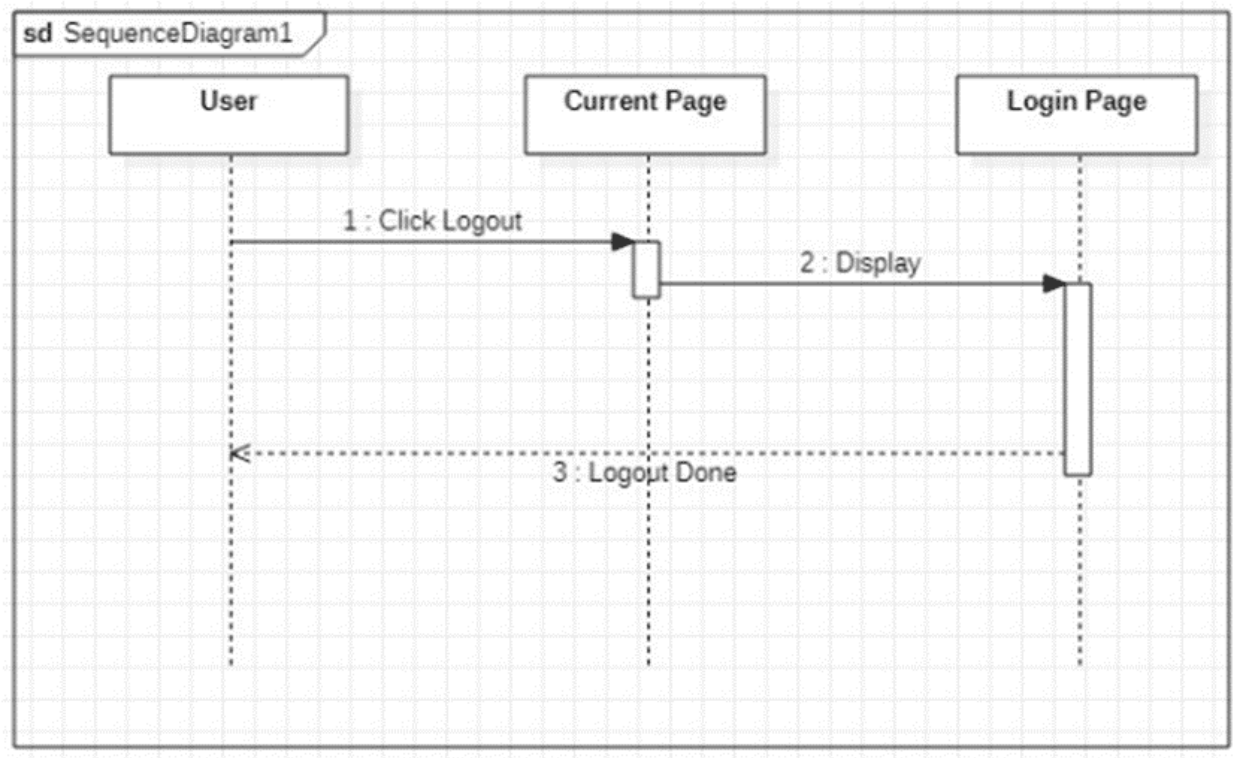 sd SequenceDiagram1
User
Current Page
Login Page
1 : Click Logout
2 : Display
3 : Logout Done